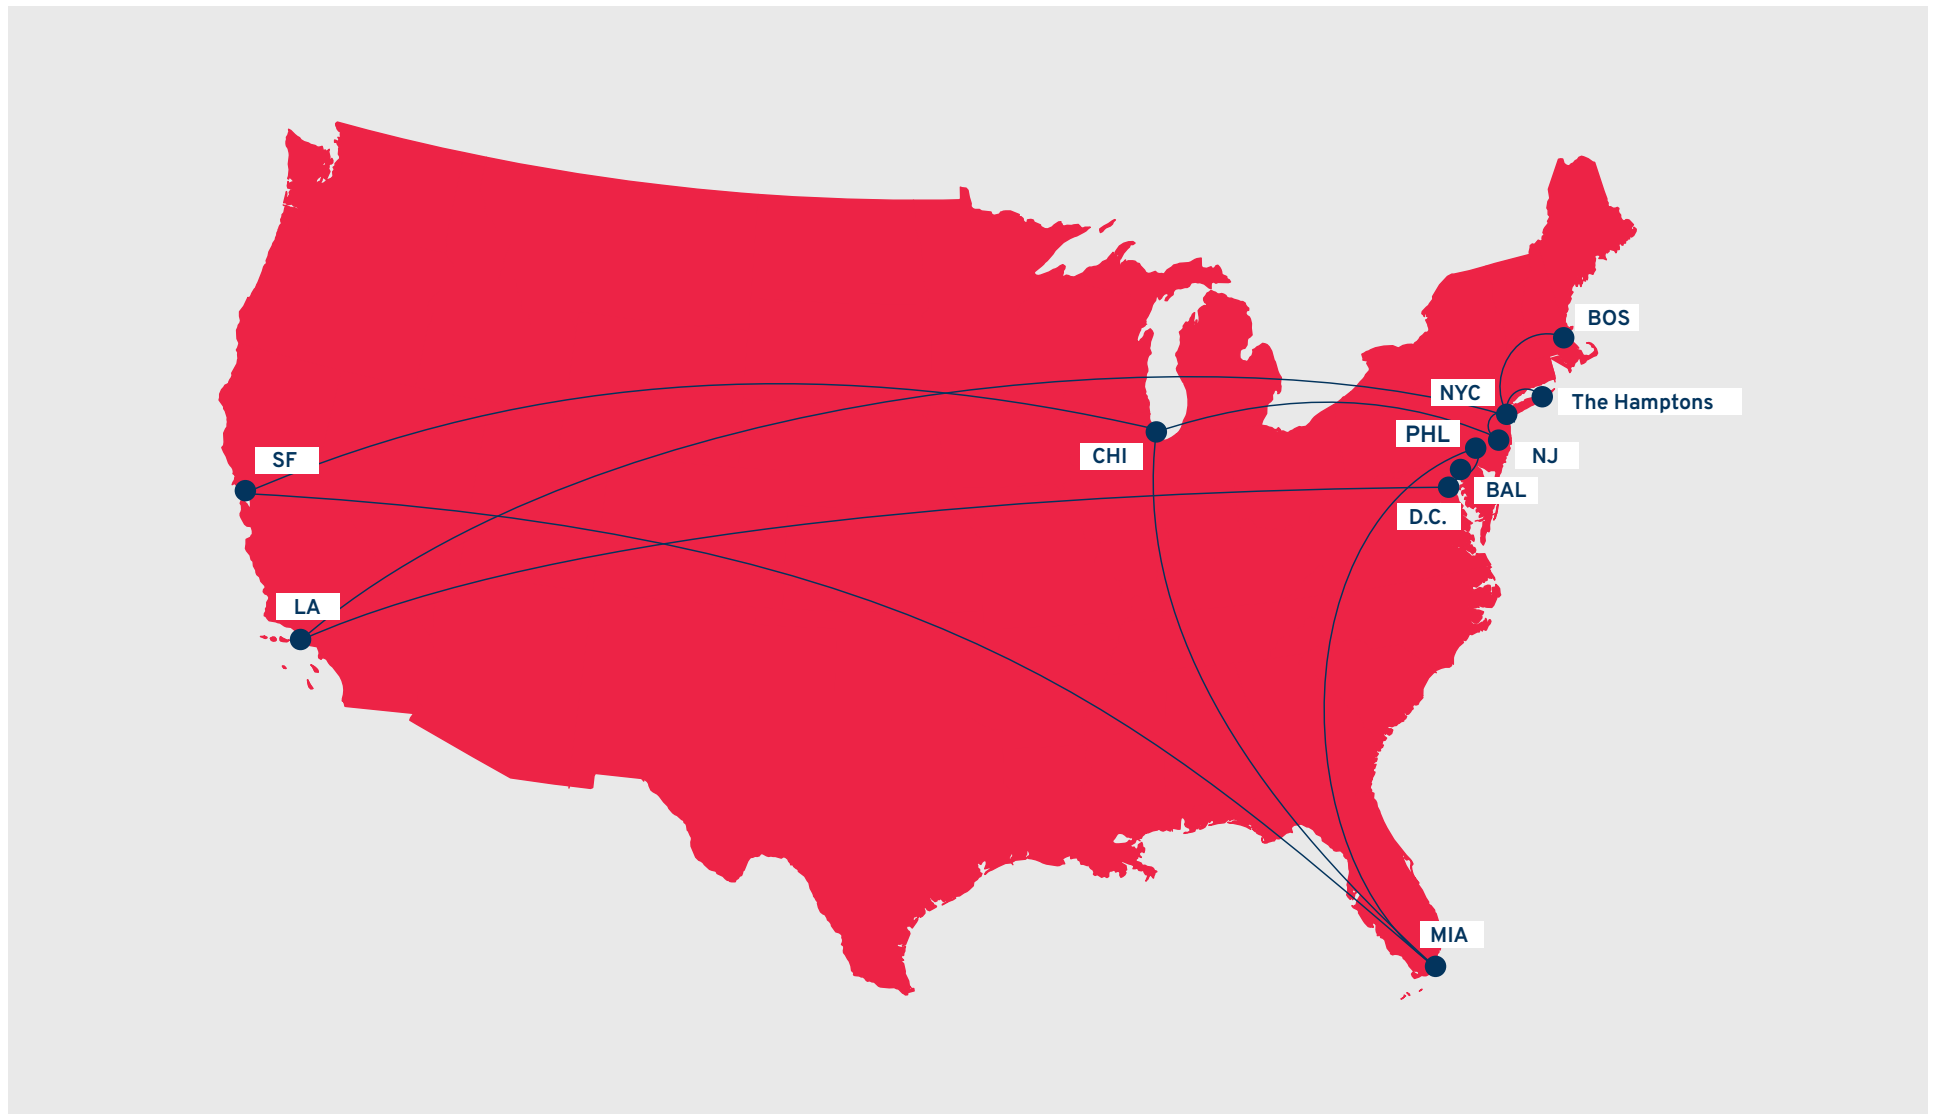 BOS
NYC
The Hamptons
PHL
SF
CHI
NJ
BAL
D.C.
LA
MIA